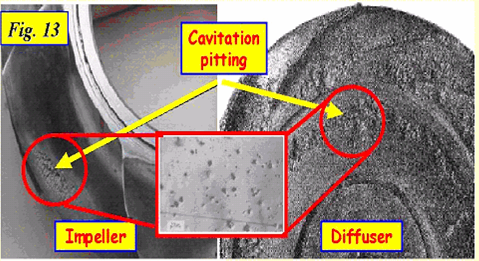 Fig. 13
Cavitation
pitting
Impeller
Diffuser